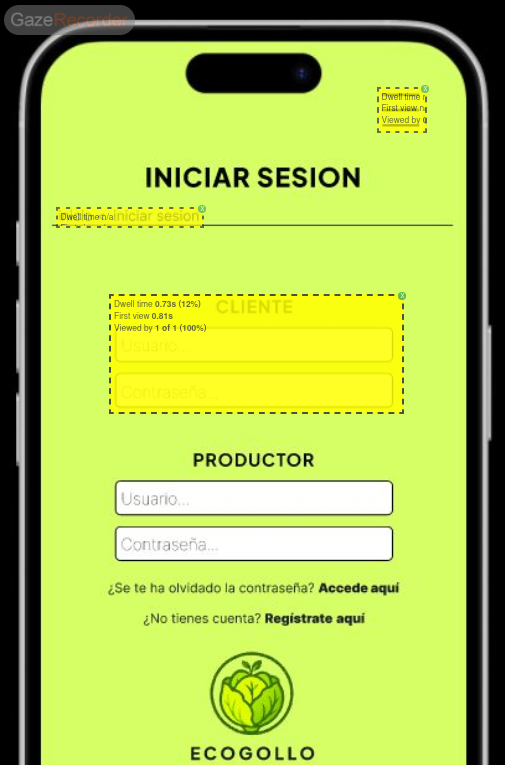 GazeRecorder
Dwell time
First view n
Viewed by
INICIAR SESION
Dwell time n/a iniciar sesion
Dwell time 0.73s (12%)
CLIENTE
First view 0.81s
Viewed by 1 of 1 (100%)
Usuario...
Contraseña...
PRODUCTOR
Usuario...
Contraseña...
¿Se te ha olvidado la contraseña? Accede aquí
¿No tienes cuenta? Regístrate aquí
ECOGOLLO